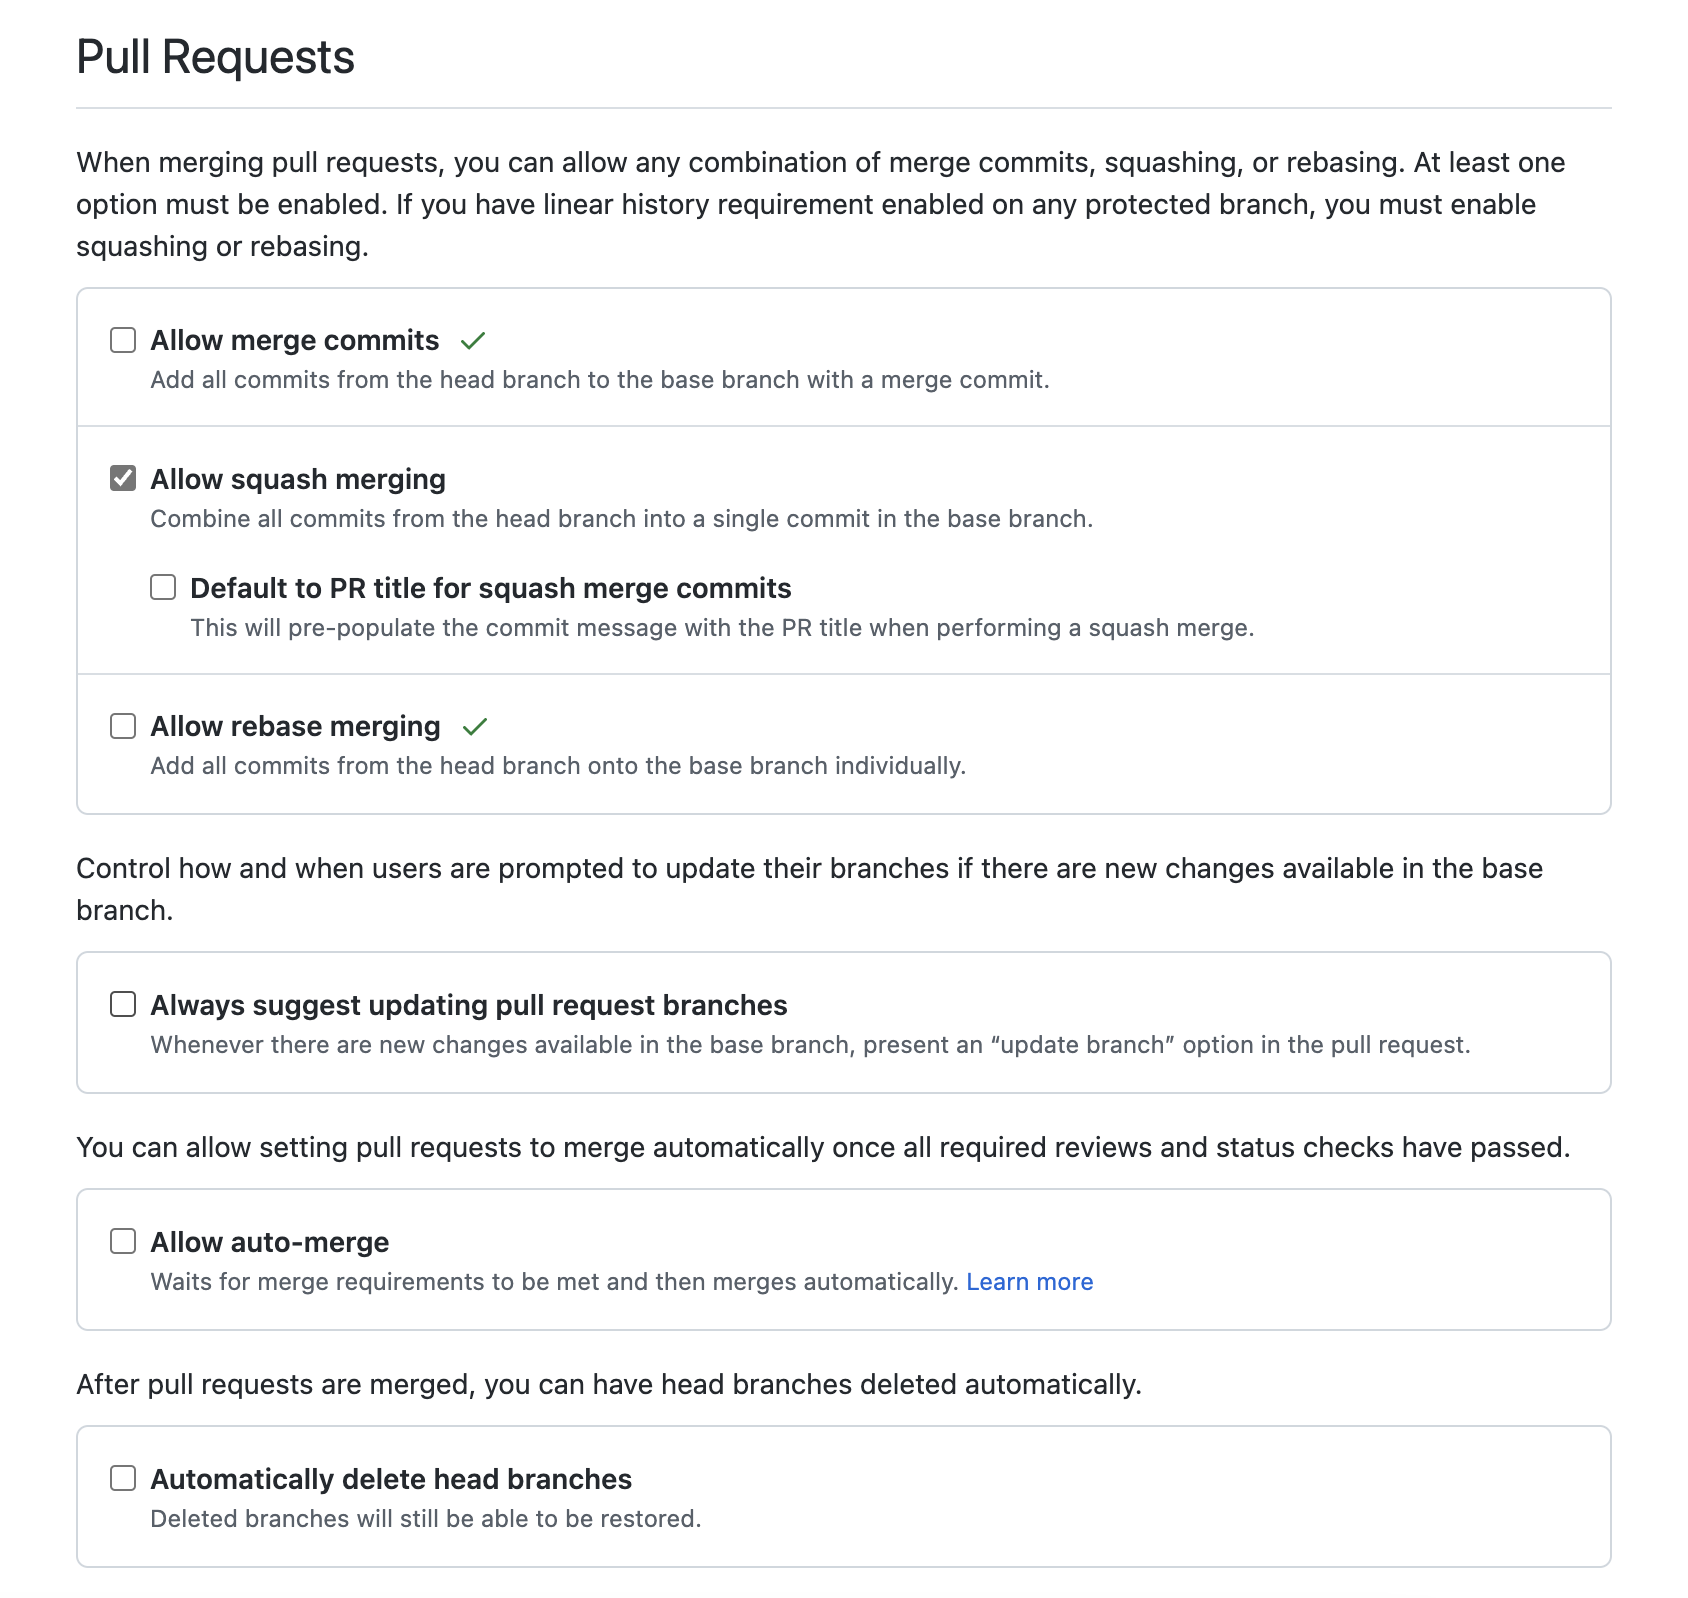 Pull Requests
When merging pull requests, you can allow any combination of merge commits, squashing, or rebasing. At least one
option must be enabled. If you have linear history requirement enabled on any protected branch, you must enable
squashing or rebasing.
Allow merge commits
Add all commits from the head branch to the base branch with a merge commit.
Allow squash merging
Combine all commits from the head branch into a single commit in the base branch.
Default to PR title for squash merge commits
This will pre-populate the commit message with the PR title when performing a squash merge.
Allow rebase merging
Add all commits from the head branch onto the base branch individually.
Control how and when users are prompted to update their branches if there are new changes available in the base
branch.
Always suggest updating pull request branches
Whenever there are new changes available in the base branch, present an “update branch” option in the pull request.
You can allow setting pull requests to merge automatically once all required reviews and status checks have passed.
Allow auto-merge
Waits for merge requirements to be met and then merges automatically. Learn more
After pull requests are merged, you can have head branches deleted automatically.
Automatically delete head branches
Deleted branches will still be able to be restored.